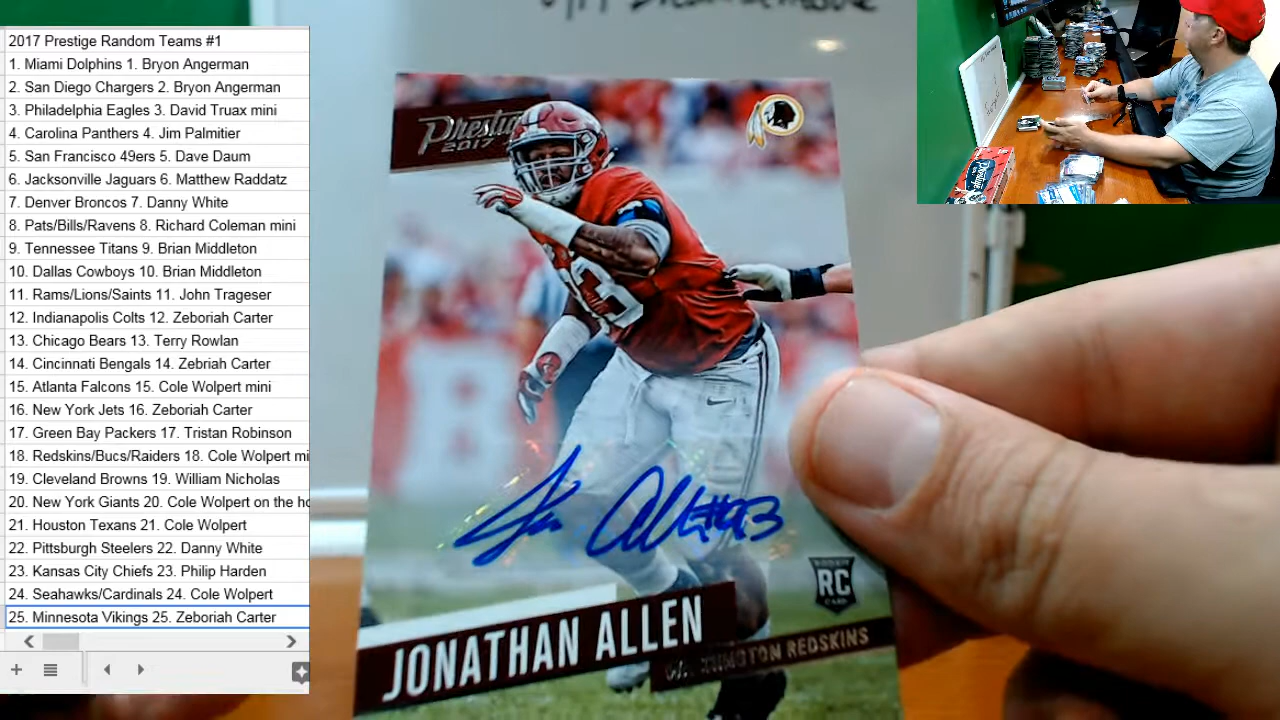 2017 Prestige Random Teams #1
1. Miami Dolphins 1. Bryon Angerman
2. San Diego Chargers 2. Bryon Angerman
3. Philadelphia Eagles 3. David Truax mini
4. Carolina Panthers 4. Jim Palmitier
5. San Francisco 49ers 5. Dave Daum
6. Jacksonville Jaguars 6. Matthew Raddatz
7. Denver Broncos 7. Danny White
8. Pats/Bills/Ravens 8. Richard Coleman mini
9. Tennessee Titans 9. Brian Middleton
10. Dallas Cowboys 10. Brian Middleton
11. Rams/Lions/Saints 11. John Trageser
12. Indianapolis Colts 12. Zeboriah Carter
13. Chicago Bears 13. Terry Rowlan
14. Cincinnati Bengals 14. Zebriah Carter
15. Atlanta Falcons 15. Cole Wolpert mini
16. New York Jets 16. Zeboriah Carter
17. Green Bay Packers 17. Tristan Robinson
18. Redskins/Bucs/Raiders 18. Cole Wolpert mi
19. Cleveland Browns 19. William Nicholas
20. New York Giants 20. Cole Wolpert on the ho
21. Houston Texans 21. Cole Wolpert
22. Pittsburgh Steelers 22. Danny White
23. Kansas City Chiefs 23. Philip Harden
24. Seahawks/Cardinals 24. Cole Wolpert
25. Minnesota Vikings 25. Zeboriah Carter
Prestige
2017
93
#93
RC
JONATHAN ALLEN
WASHINGTON REDSKINS